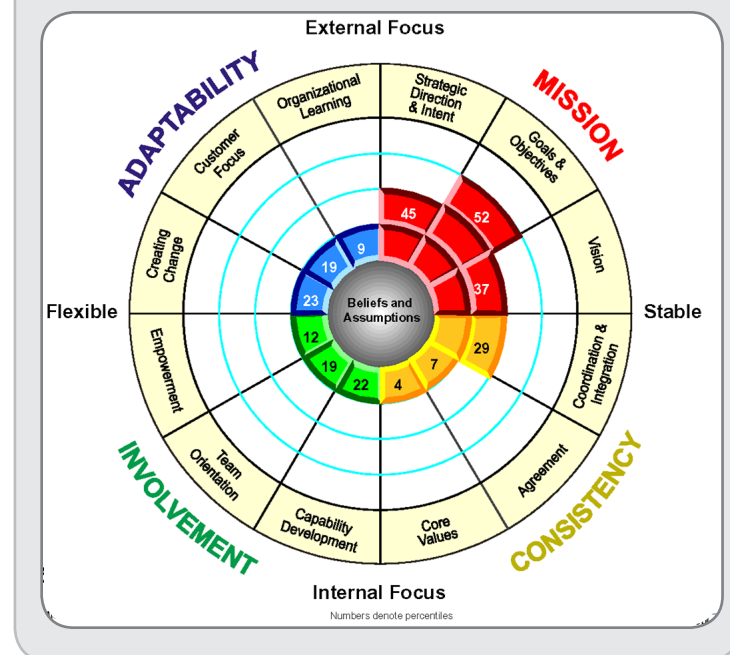 External Focus
ADAPTABILITY
MISSION
Organizational
Learning
Strategic
Direction
& Intent
Customer
Focus
Goals &
Objectives
Creating
Change
Vision
45
52
9
19
23
37
Flexible
Beliefs and
Assumptions
Stable
12
19
22
4
7
29
Empowerment
Coordination &
Integration
Team
Orientation
Agreement
Capability
Development
Core
Values
INVOLVEMENT
CONSISTENCY
Internal Focus
Numbers denote percentiles